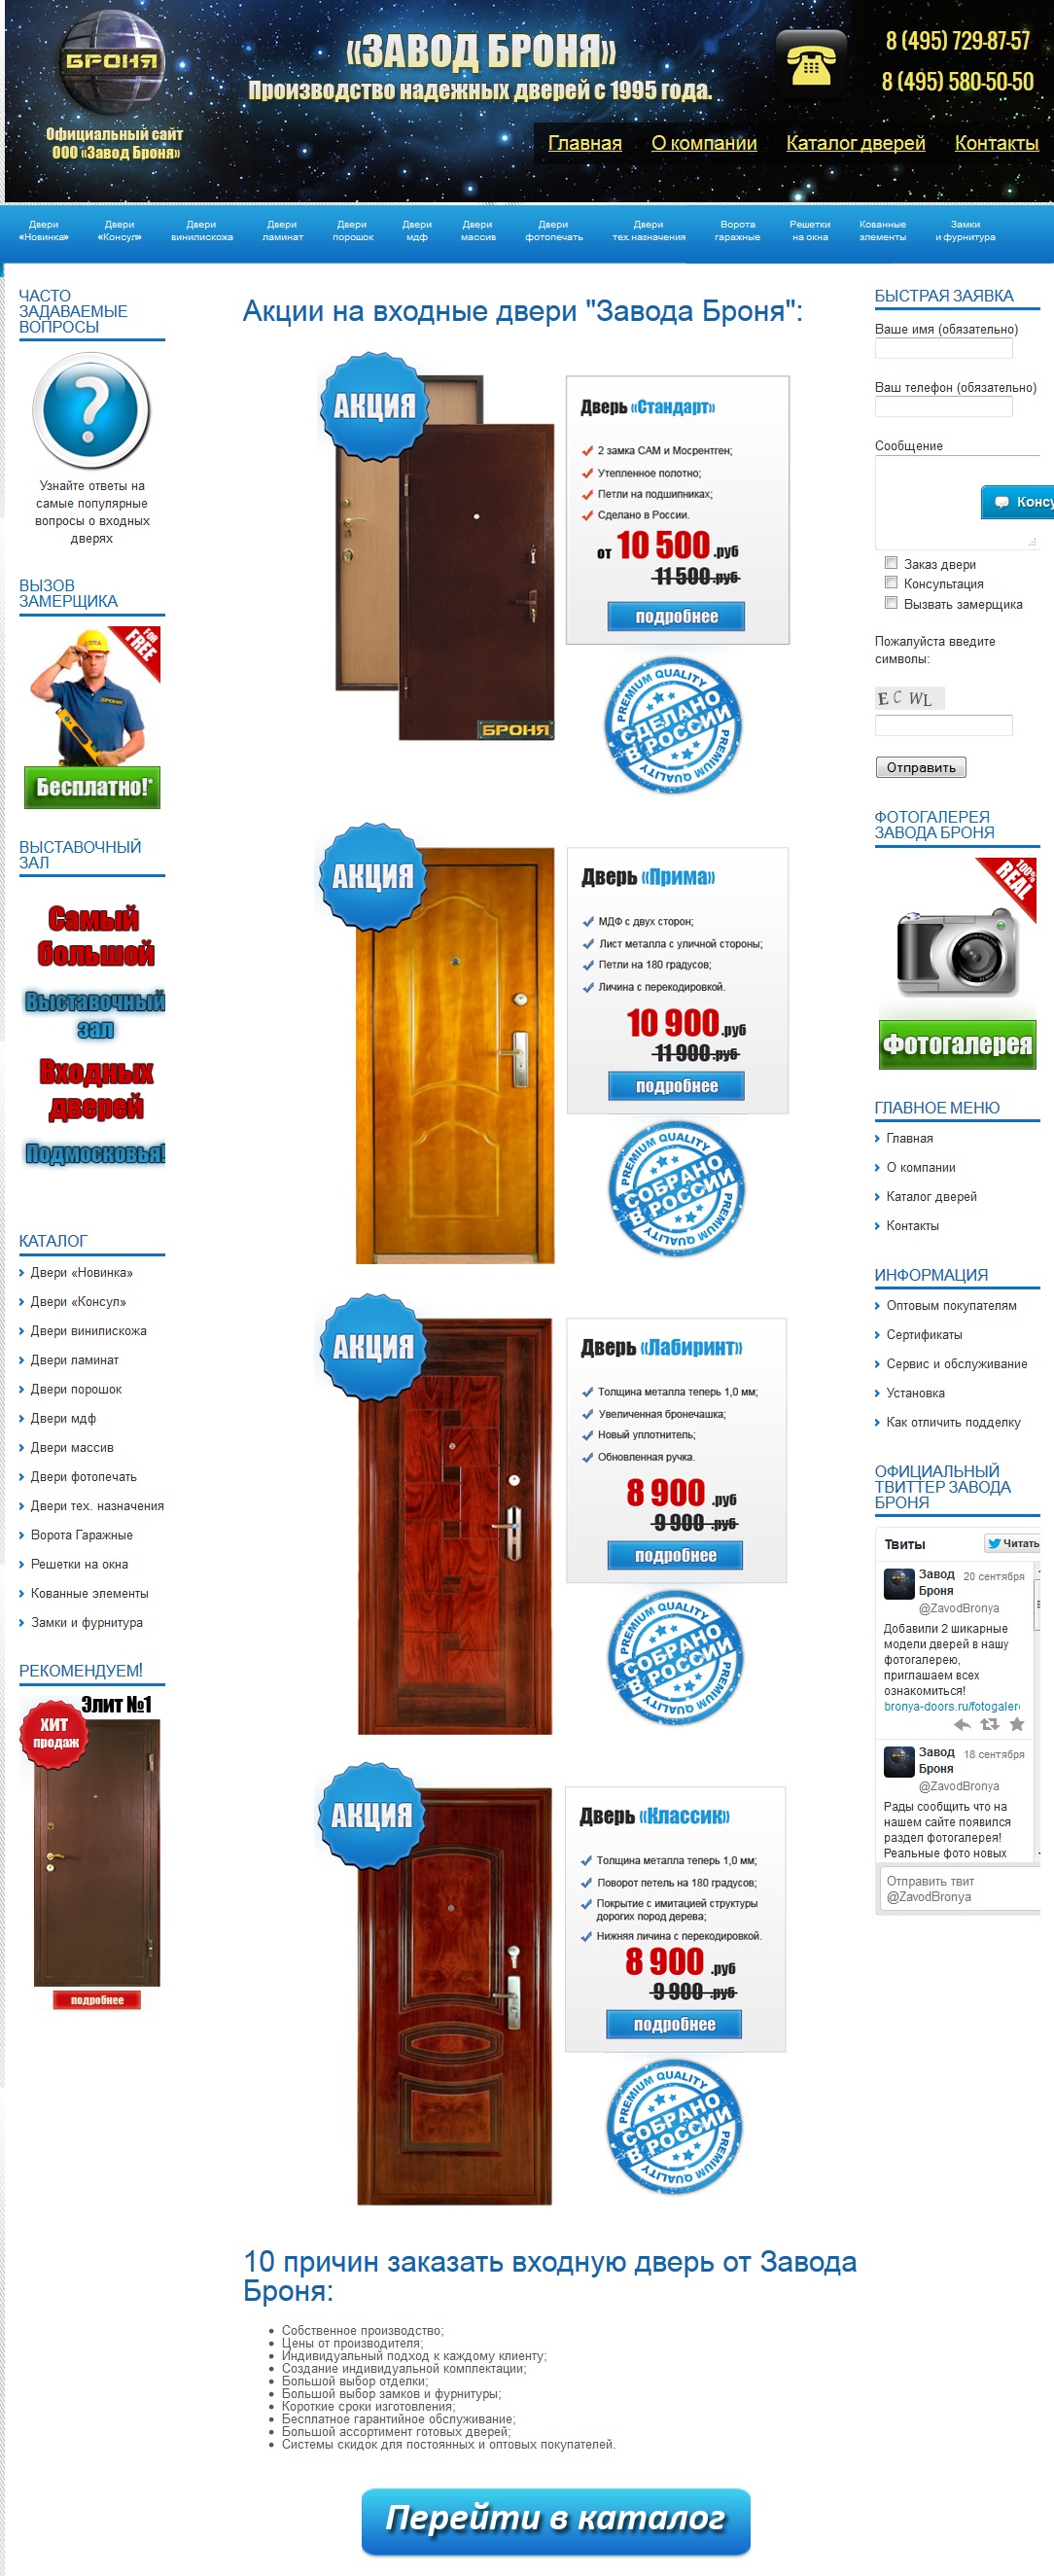 БРОНЯ
Официальный сайт
ООО «Завод Броня»
«ЗАВОД БРОНЯ»
Производство надежных дверей с 1995 года.
8 (495) 729-87-57
8 (495) 580-50-50
Главная О компании Каталог дверей Контакты
Двери «Новинка»
Двери «Консул»
Двери винилискожа
Двери ламинат
Двери порошок
Двери мдф
Двери массив
Двери фотопечать
Двери тех.назначения
Ворота гаражные
Решетки на окна
Кованные элементы
Замки и фурнитура
ЧАСТО
ЗАДАВАЕМЫЕ
ВОПРОСЫ
?
Узнайте ответы на
самые популярные
вопросы о входных
дверях
ВЫЗОВ
ЗАМЕРЩИКА
FOR
FREE
БРОНЯ
Бесплатно!*
ВЫСТАВОЧНЫЙ
ЗАЛ
Самый
большой
Выставочный
зал
Входных
дверей
Подмосковья!
КАТАЛОГ
Двери «Новинка»
Двери «Консул»
Двери винилискожа
Двери ламинат
Двери порошок
Двери мдф
Двери массив
Двери фотопечать
Двери тех. назначения
Ворота Гаражные
Решетки на окна
Кованные элементы
Замки и фурнитура
РЕКОМЕНДУЕМ!
Элит №1
ХИТ
продаж
подробнее
Акции на входные двери "Завода Броня":
АКЦИЯ
БРОНЯ
Дверь «Стандарт»
2 замка САМ и Мосрентген;
Утепленное полотно;
Петли на подшипниках;
Сделано в России.
от 10 500 .руб
11 500 .руб
подробнее
PREMIUM QUALITY
СДЕЛАНО
В РОССИИ
PREMIUM QUALITY
АКЦИЯ
Дверь «Прима»
МДФ с двух сторон;
Лист металла с уличной стороны;
Петли на 180 градусов;
Личина с перекодировкой.
10 900 .руб
11 900 .руб
подробнее
PREMIUM QUALITY
СОБРАНО
В РОССИИ
PREMIUM QUALITY
АКЦИЯ
Дверь «Лабиринт»
Толщина металла теперь 1,0 мм;
Увеличенная бронечашка;
Новый уплотнитель;
Обновленная ручка.
8 900 .руб
9 900 .руб
подробнее
PREMIUM QUALITY
СОБРАНО
В РОССИИ
PREMIUM QUALITY
АКЦИЯ
Дверь «Классик»
Толщина металла теперь 1,0 мм;
Поворот петель на 180 градусов;
Покрытие с имитацией структуры
дорогих пород дерева;
Нижняя личина с перекодировкой.
8 900 .руб
9 900 .руб
подробнее
PREMIUM QUALITY
СОБРАНО
В РОССИИ
PREMIUM QUALITY
10 причин заказать входную дверь от Завода
Броня:
Собственное производство;
Цены от производителя;
Индивидуальный подход к каждому клиенту;
Создание индивидуальной комплектации;
Большой выбор отделки;
Большой выбор замков и фурнитуры;
Короткие сроки изготовления;
Бесплатное гарантийное обслуживание;
Большой ассортимент готовых дверей;
Системы скидок для постоянных и оптовых покупателей.
Перейти в каталог
БЫСТРАЯ ЗАЯВКА
Ваше имя (обязательно)
Ваш телефон (обязательно)
Сообщение
Консу
Заказ двери
Консультация
Вызвать замерщика
Пожалуйста введите
символы:
E C W L
Отправить
ФОТОГАЛЕРЕЯ
ЗАВОДА БРОНЯ
100%
REAL
Фотогалерея
ГЛАВНОЕ МЕНЮ
Главная
О компании
Каталог дверей
Контакты
ИНФОРМАЦИЯ
Оптовым покупателям
Сертификаты
Сервис и обслуживание
Установка
Как отличить подделку
ОФИЦИАЛЬНЫЙ
ТВИТТЕР ЗАВОДА
БРОНЯ
Твиты Читать
Завод 20 сентября
Броня
@ZavodBronya
Добавили 2 шикарные
модели дверей в нашу
фотогалерею,
приглашаем всех
ознакомиться!
bronya-doors.ru/fotogaler
Завод 18 сентября
Броня
@ZavodBronya
Рады сообщить что на
нашем сайте появился
раздел фотогалерея!
Реальные фото новых
Отправить твит
@ZavodBronya